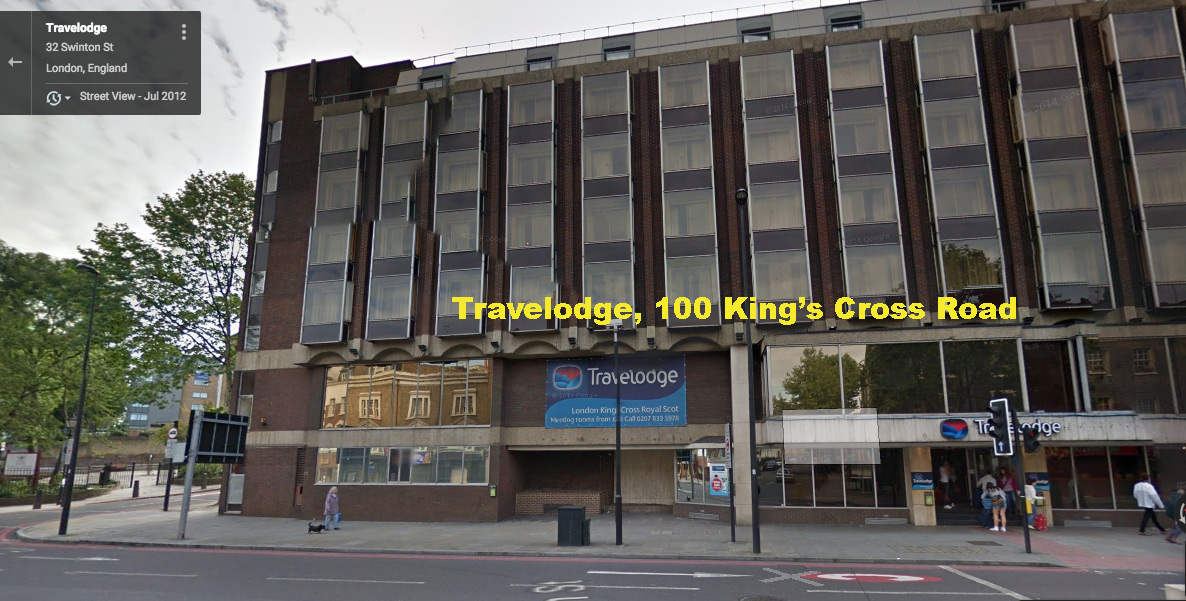 Travelodge
32 Swinton St
London, England
Street View - Jul 2012
Travelodge, 100 King's Cross Road
Travelodge
London King's Cross Royal Scot
Travelodge